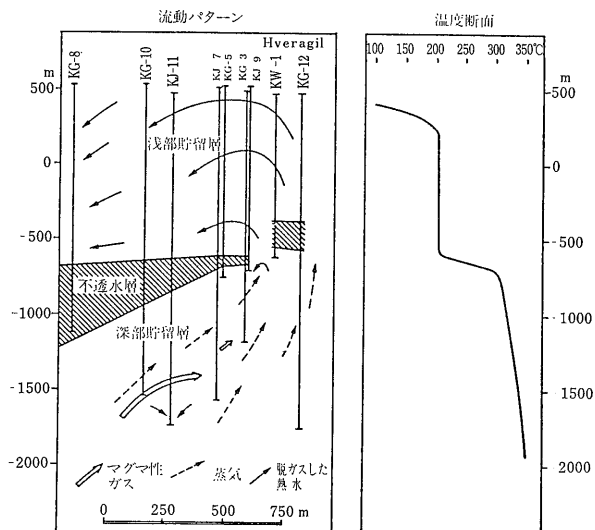 流動パターン
Hveragil
KG-8
KG-10
KJ-11
KJ 7
KG-5
KG 3
KJ 9
KW-1
KG-12
m
500
0
-500
-1000
-1500
-2000
浅部貯留層
不透水層
深部貯留層
マグマ性ガス
蒸気
脱ガスした熱水
0 250 500 750 m
温度断面
100 150 200 250 300 350℃
m
500
0
-500
1000
1500
2000